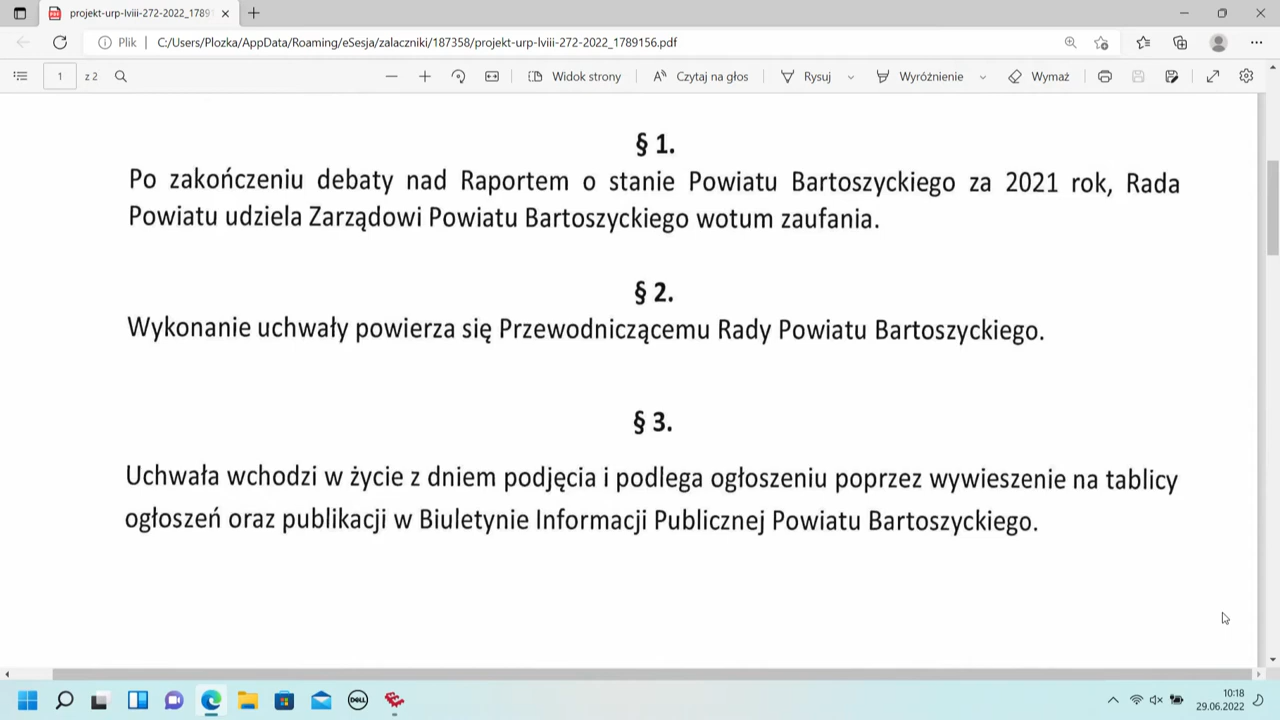 projekt-urp-lviii-272-2022_1789
Plik | C:/Users/Plozka/AppData/Roaming/eSesja/zalaczniki/187358/projekt-urp-lviii-272-2022_1789156.pdf
1 z 2 Widok strony Czytaj na głos Rysuj Wyróżnienie Wymaż
§ 1.
Po zakończeniu debaty nad Raportem o stanie Powiatu Bartoszyckiego za 2021 rok, Rada
Powiatu udziela Zarządowi Powiatu Bartoszyckiego wotum zaufania.
§ 2.
Wykonanie uchwały powierza się Przewodniczącemu Rady Powiatu Bartoszyckiego.
§ 3.
Uchwała wchodzi w życie z dniem podjęcia i podlega ogłoszeniu poprzez wywieszenie na tablicy
ogłoszeń oraz publikacji w Biuletynie Informacji Publicznej Powiatu Bartoszyckiego.
DELL
10:18
29.06.2022